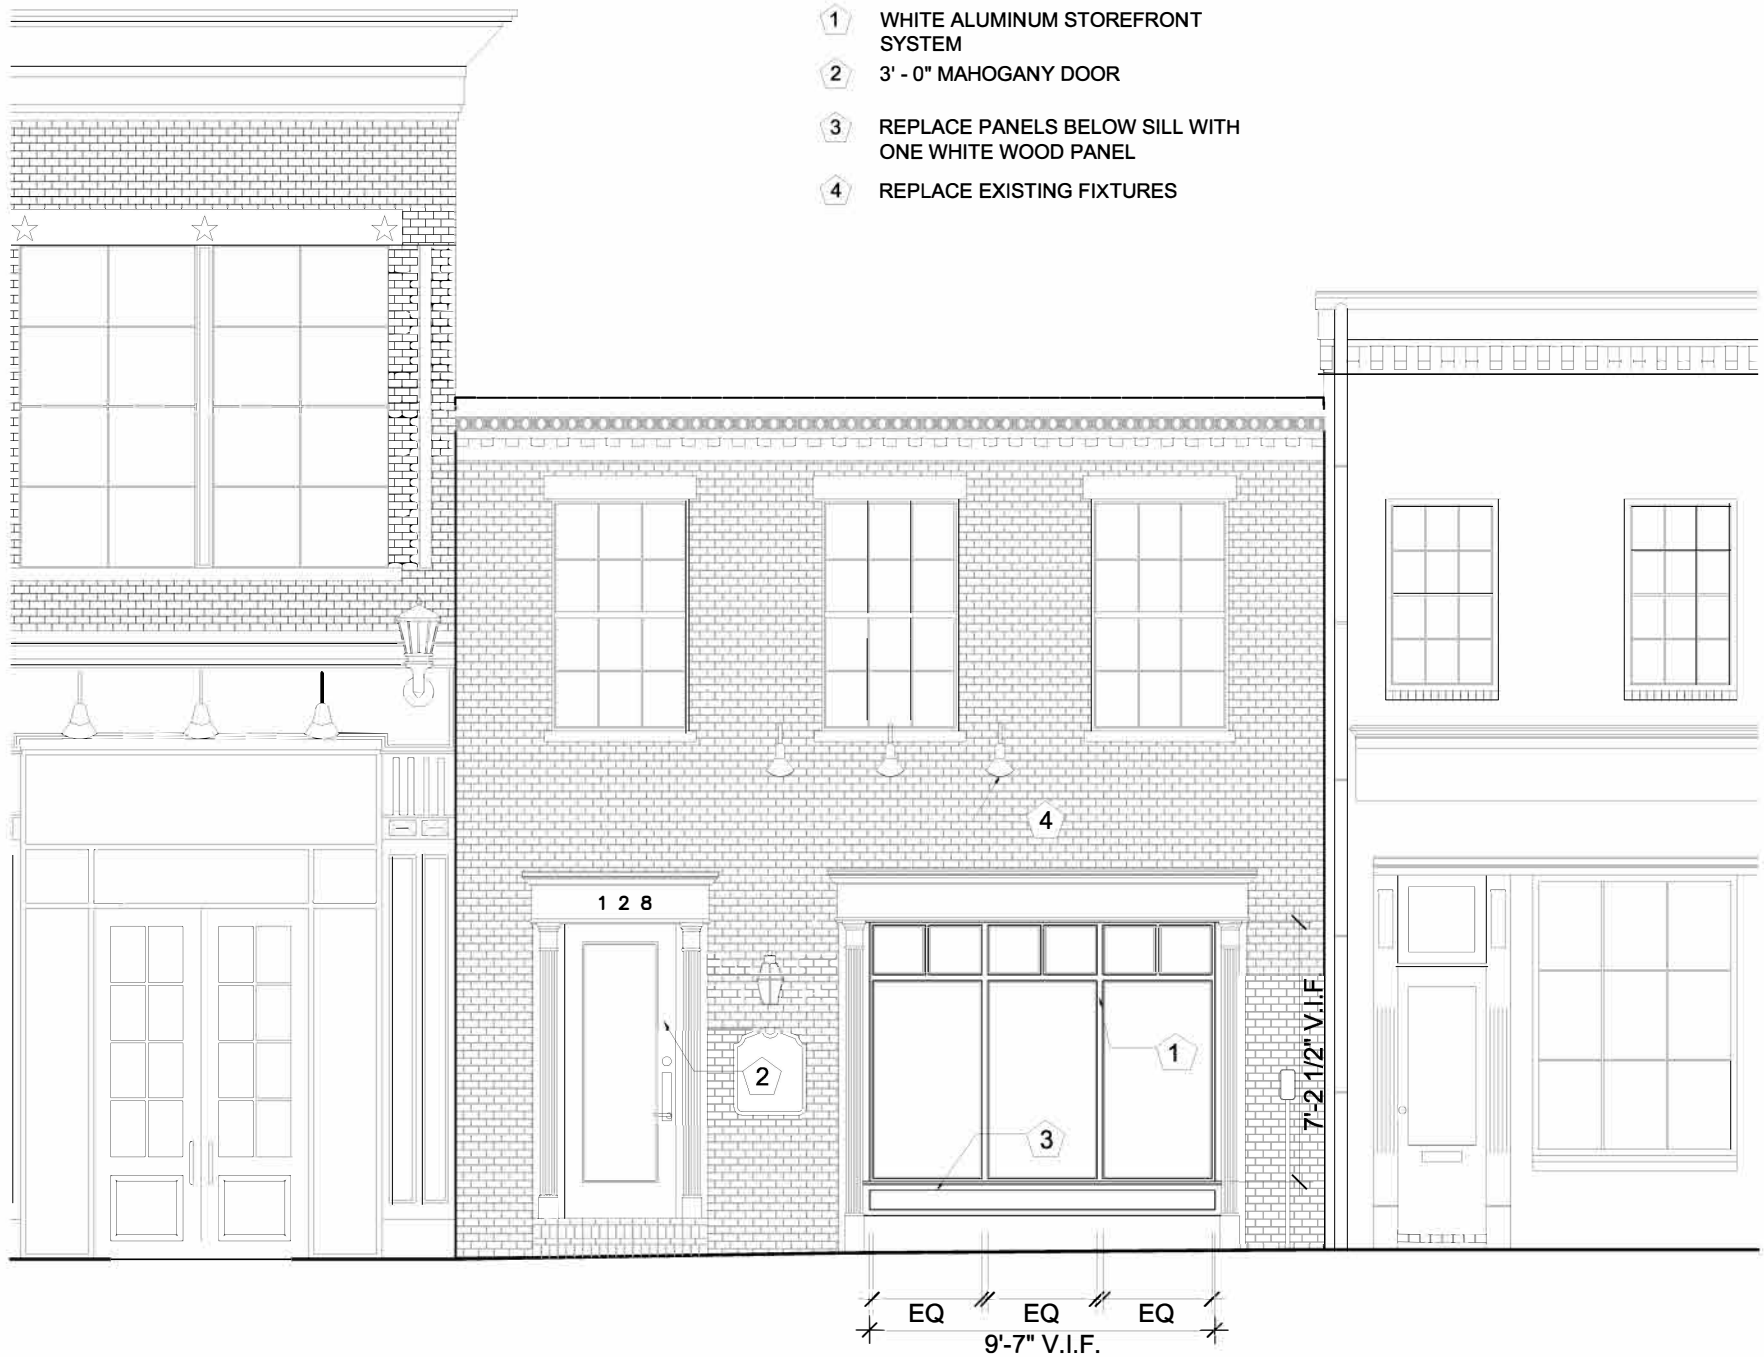 1 WHITE ALUMINUM STOREFRONT
SYSTEM
2 3' - 0" MAHOGANY DOOR
3 REPLACE PANELS BELOW SILL WITH
ONE WHITE WOOD PANEL
4 REPLACE EXISTING FIXTURES
4
1 2 8
7'-2 1/2" V.I.F
1
2
3
EQ EQ EQ
9'-7" V.I.F.